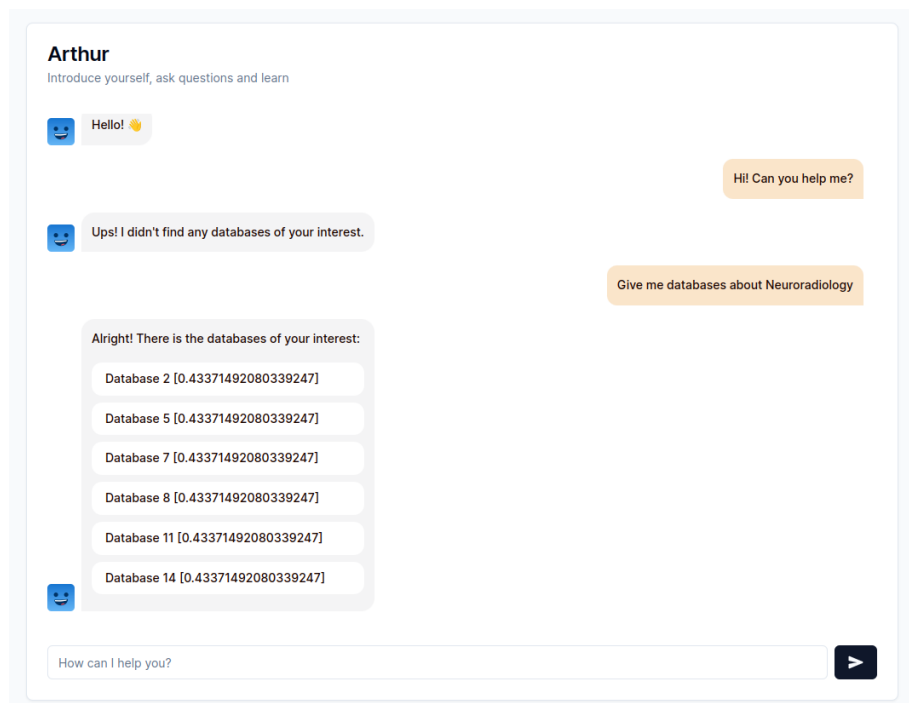 Arthur
Introduce yourself, ask questions and learn
Hello! 👋
Hi! Can you help me?
Ups! I didn't find any databases of your interest.
Give me databases about Neuroradiology
Alright! There is the databases of your interest:
Database 2 [0.43371492080339247]
Database 5 [0.43371492080339247]
Database 7 [0.43371492080339247]
Database 8 [0.43371492080339247]
Database 11 [0.43371492080339247]
Database 14 [0.43371492080339247]
How can I help you?